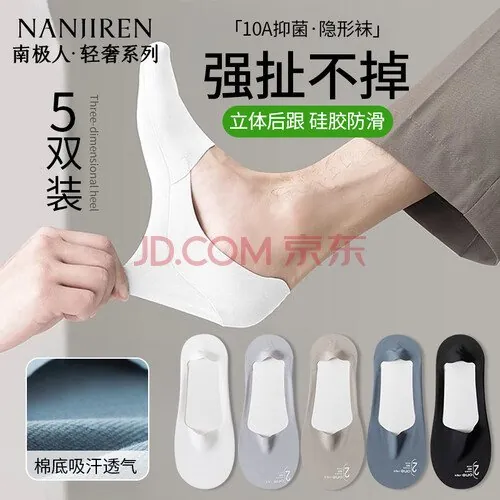 NANJIREN
南极人·轻奢系列
「10A抑菌·隐形袜」
强扯不掉
立体后跟 硅胶防滑
5双装
Three-dimensional heel
JD.COM 京东
棉底吸汗透气